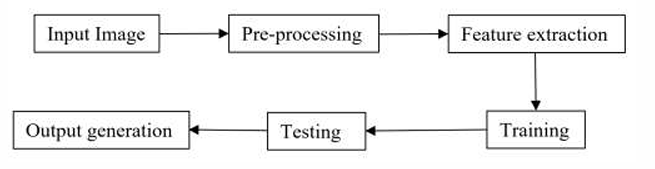 Input Image
Pre-processing
Feature extraction
Training
Testing
Output generation